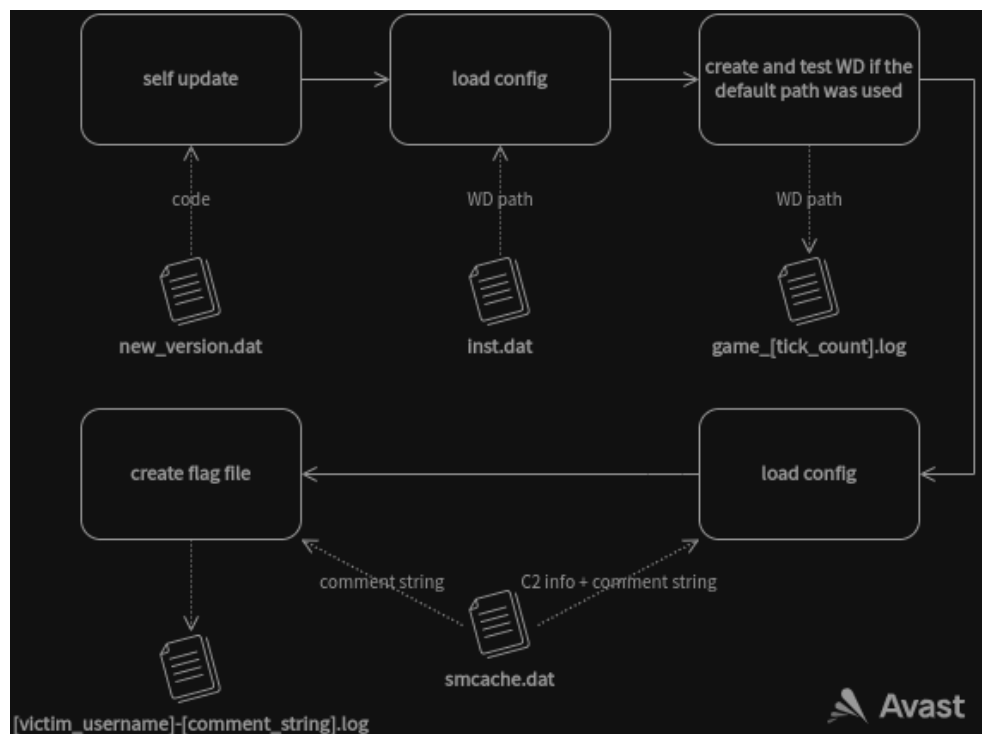 self update
load config
create and test WD if the
default path was used
code
WD path
WD path
new_version.dat
inst.dat
game_[tick_count].log
create flag file
load config
comment string
C2 info + comment string
smcache.dat
[victim_username]-[comment_string].log
Avast